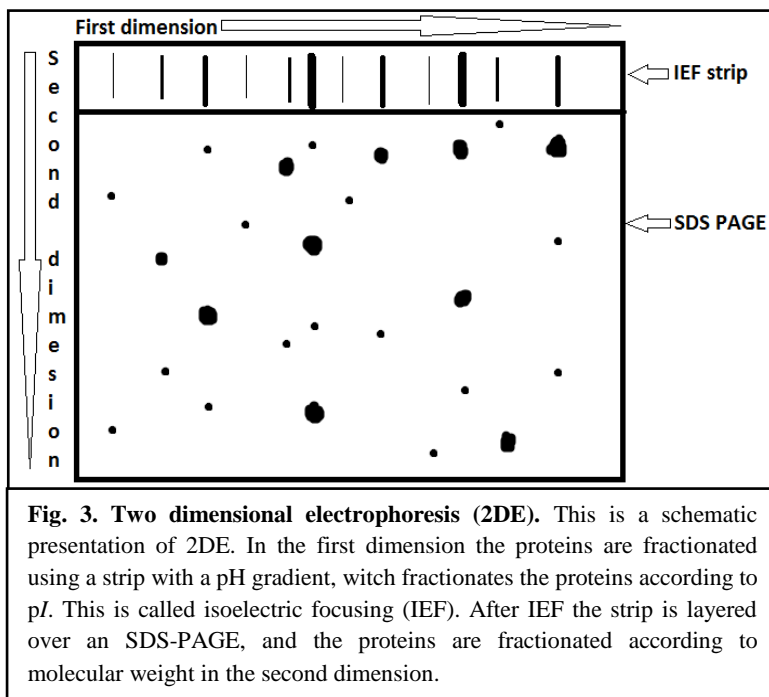 First dimension
Second dimesion
IEF strip
SDS PAGE
Fig. 3. Two dimensional electrophoresis (2DE). This is a schematic
presentation of 2DE. In the first dimension the proteins are fractionated
using a strip with a pH gradient, witch fractionates the proteins according to
pI. This is called isoelectric focusing (IEF). After IEF the strip is layered
over an SDS-PAGE, and the proteins are fractionated according to
molecular weight in the second dimension.